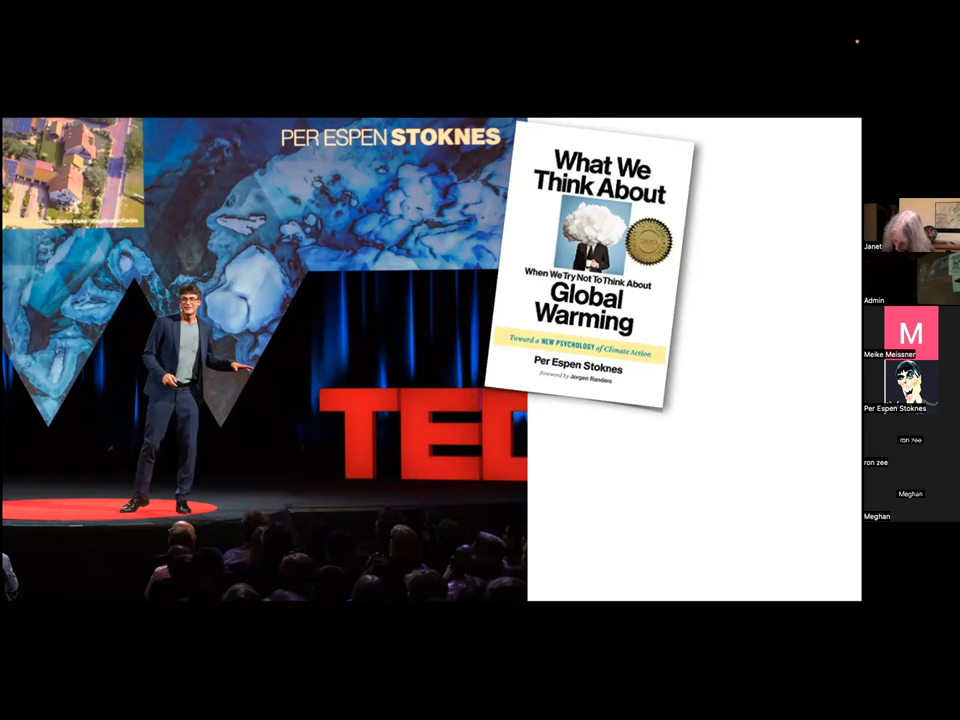 PER ESPEN STOKNES
What We
Think About
When We Try Not To Think About
Global
Warming
Toward a NEW PSYCHOLOGY of Climate Action
Per Espen Stoknes
Foreword by Jorgen Randers
TED
Janet
Admin
M
Meike Meissner
Per Espen Stoknes
ron zee
ron zee
Meghan
Meghan